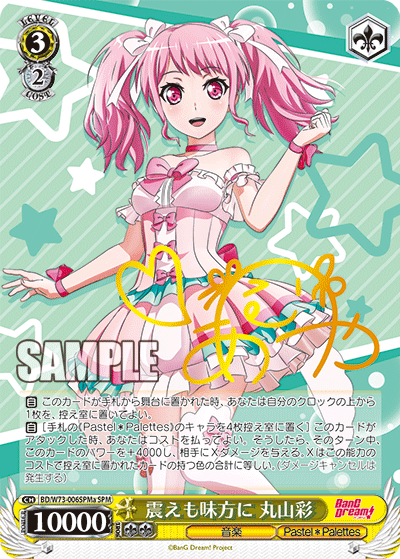 LEVEL
3
2
COST
SAMPLE
自 このカードが手札から舞台に置かれた時、あなたは自分のクロックの上から
1枚を、控え室に置いてよい。
自 [手札の《Pastel＊Palettes》のキャラを4枚控え室に置く] このカードが
アタックした時、あなたはコストを払ってよい。そうしたら、そのターン中、
このカードのパワーを＋4000し、相手にXダメージを与える。Xはこの能力の
コストで控え室に置かれたカードの持つ色の合計に等しい。(ダメージキャンセルは
発生する)
CH BD/W73-006SPMa SPM
10000
震えも味方に 丸山彩
BanG Dream!
音楽
Pastel＊Palettes
©BanG Dream! Project